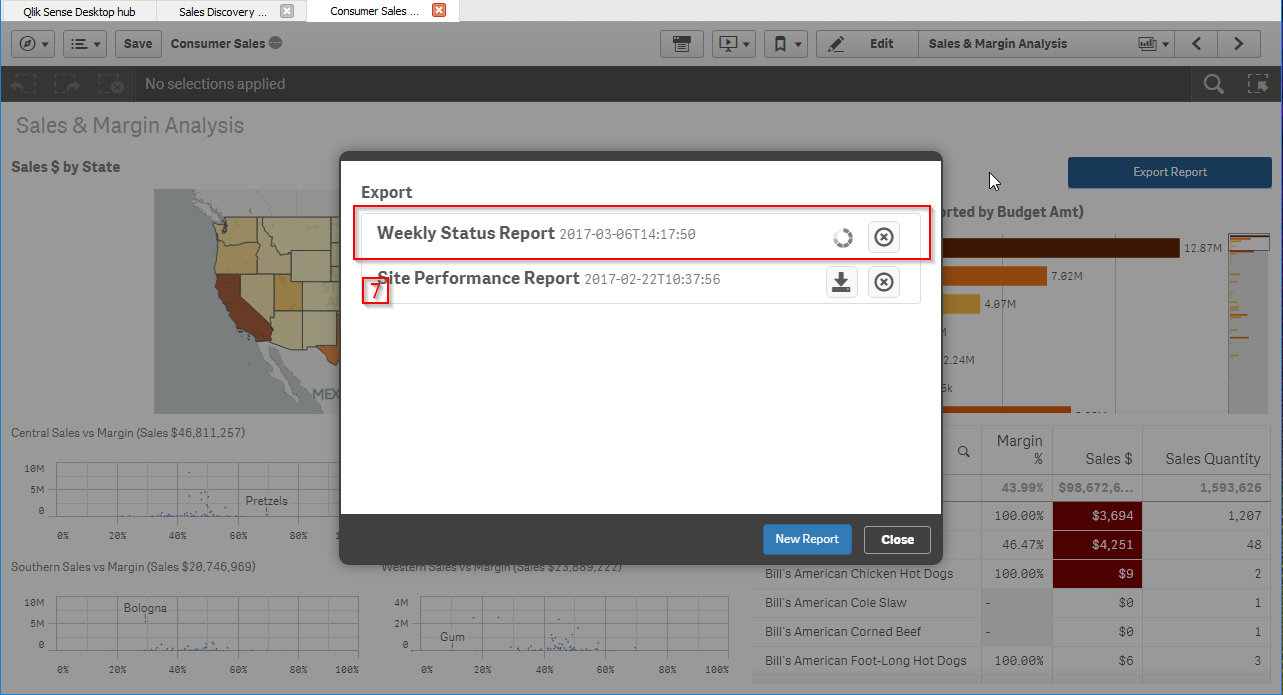 Qlik Sense Desktop hub
Sales Discovery ...
Consumer Sales ...
Save
Consumer Sales
Edit
Sales & Margin Analysis
No selections applied
Sales & Margin Analysis
Sales $ by State
Export Report
rted by Budget Amt)
Export
Weekly Status Report 2017-03-06T14:17:50
Site Performance Report 2017-02-22T10:37:56
7
New Report
Close
MEX
12.87M
7.02M
4.07M
M
2.24M
5k
Central Sales vs Margin (Sales $46,811,257)
10M
5M
0
Pretzels
0%
20%
40%
60%
80%
Southern Sales vs Margin (Sales $20,746,969)
10M
5M
0
Bologna
0%
20%
40%
60%
80%
100%
Western Sales vs Margin (Sales $23,889,222)
4M
2M
0
Gum
0%
20%
40%
60%
80%
100%
Margin %
Sales $
Sales Quantity
43.99%
$98,672,6...
1,593,626
100.00%
$3,694
1,207
46.47%
$4,251
48
Bill's American Chicken Hot Dogs
100.00%
$9
2
Bill's American Cole Slaw
-
$0
1
Bill's American Corned Beef
-
$0
1
Bill's American Foot-Long Hot Dogs
100.00%
$6
3